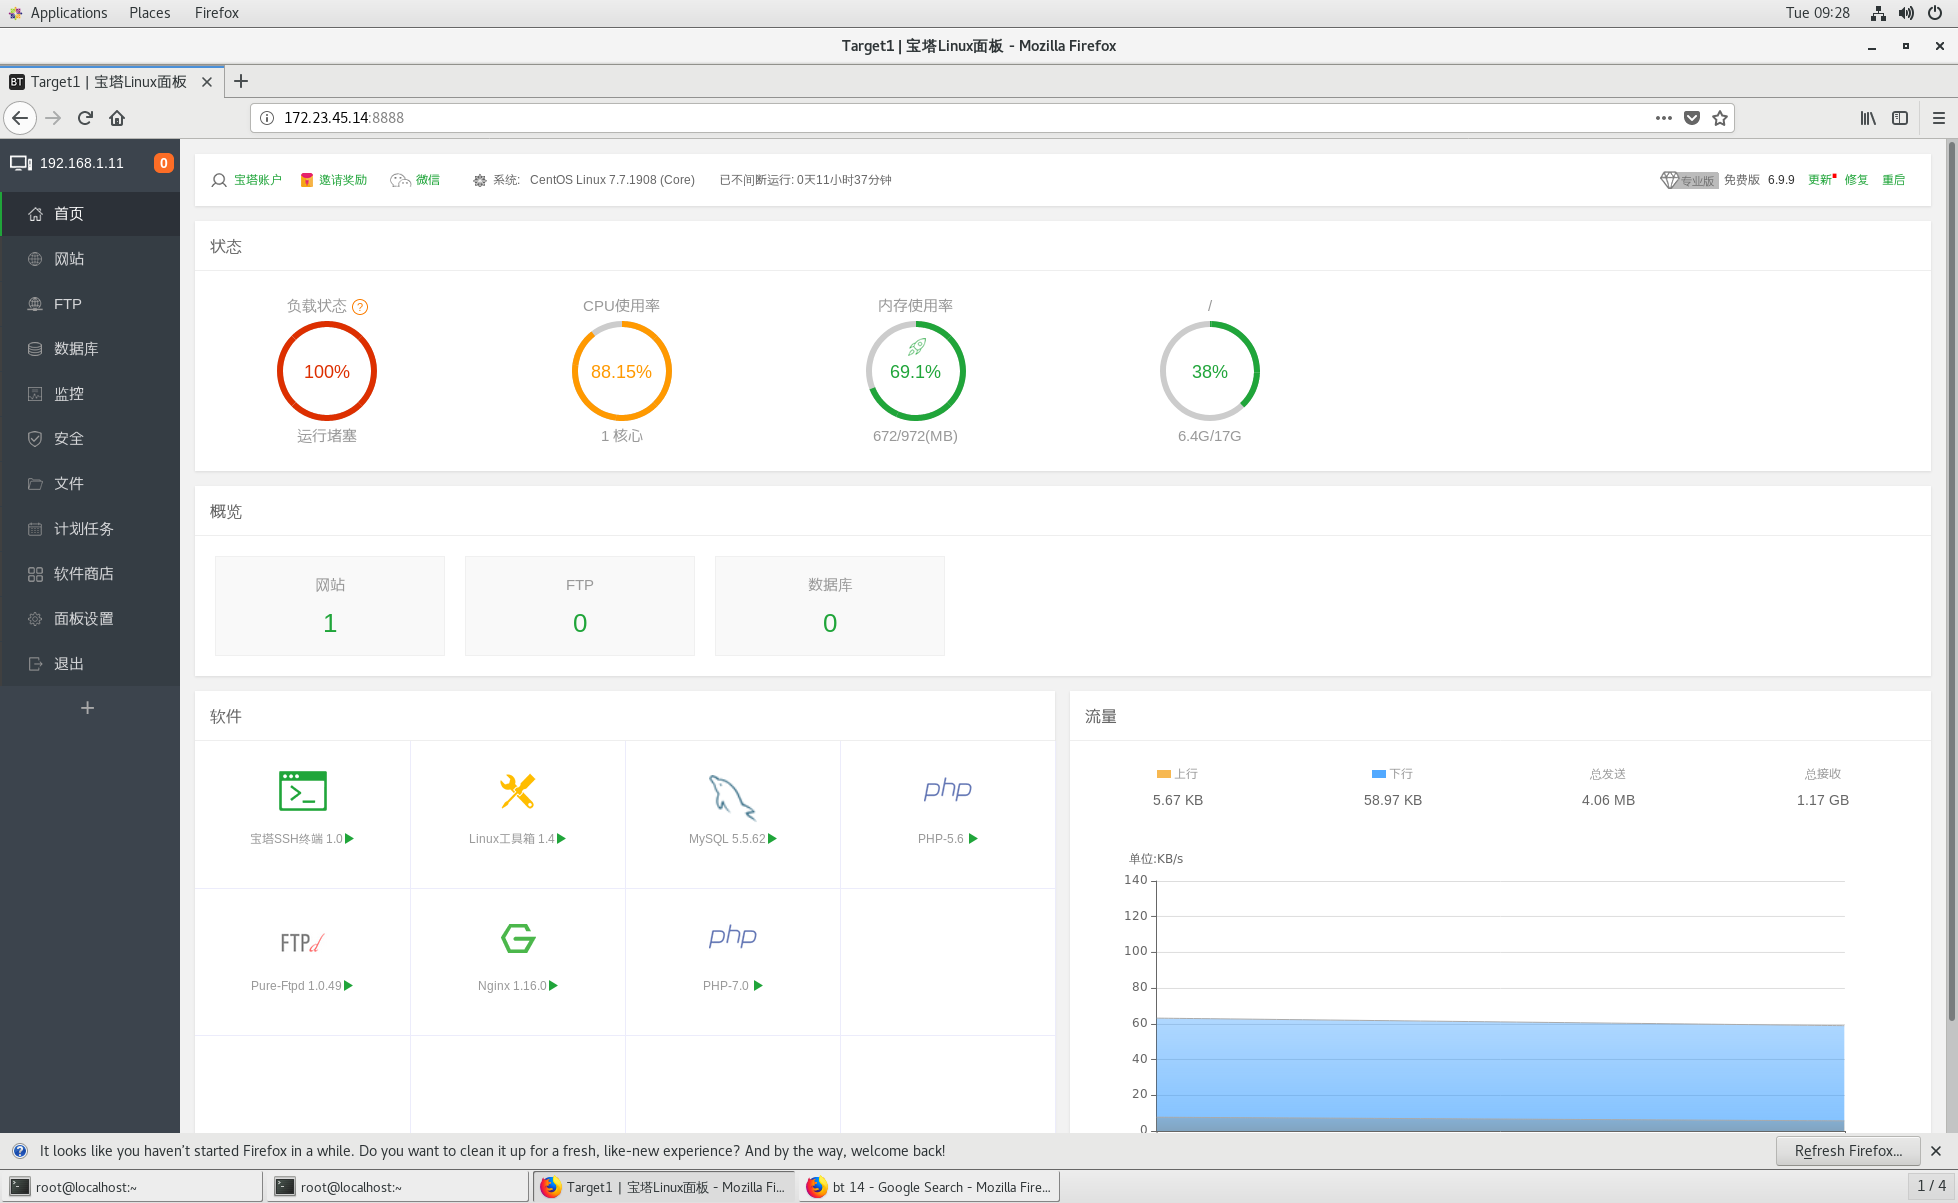 Applications Places Firefox Tue 09:28
Target1 | 宝塔Linux面板 - Mozilla Firefox
BT Target1 | 宝塔Linux面板
172.23.45.14:8888
192.168.1.11 0
首页
网站
FTP
数据库
监控
安全
文件
计划任务
软件商店
面板设置
退出
宝塔账户 邀请奖励 微信 系统: CentOS Linux 7.7.1908 (Core) 已不间断运行: 0天11小时37分钟 专业版 免费版 6.9.9 更新 修复 重启
状态
负载状态 ? CPU使用率 内存使用率 /
100% 88.15% 69.1% 38%
运行堵塞 1 核心 672/972(MB) 6.4G/17G
概览
网站 FTP 数据库
1 0 0
软件
宝塔SSH终端 1.0 Linux工具箱 1.4 MySQL 5.5.62 php PHP-5.6
FTPd php
Pure-Ftpd 1.0.49 Nginx 1.16.0 PHP-7.0
流量
上行 下行 总发送 总接收
5.67 KB 58.97 KB 4.06 MB 1.17 GB
单位:KB/s
140
120
100
80
60
40
20
0
It looks like you haven't started Firefox in a while. Do you want to clean it up for a fresh, like-new experience? And by the way, welcome back! Refresh Firefox...
root@localhost:~ root@localhost:~ Target1 | 宝塔Linux面板 - Mozilla Fi... bt 14 - Google Search - Mozilla Fire... 1 / 4